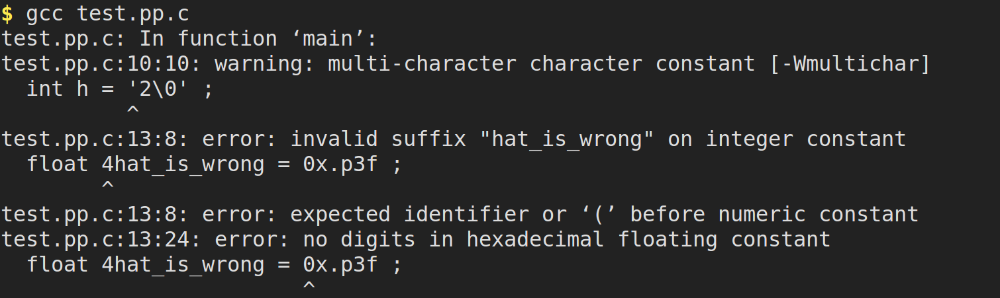 $ gcc test.pp.c
test.pp.c: In function ‘main’:
test.pp.c:10:10: warning: multi-character character constant [-Wmultichar]
  int h = '2\0' ;
          ^
test.pp.c:13:8: error: invalid suffix "hat_is_wrong" on integer constant
  float 4hat_is_wrong = 0x.p3f ;
        ^
test.pp.c:13:8: error: expected identifier or ‘(’ before numeric constant
test.pp.c:13:24: error: no digits in hexadecimal floating constant
  float 4hat_is_wrong = 0x.p3f ;
                        ^